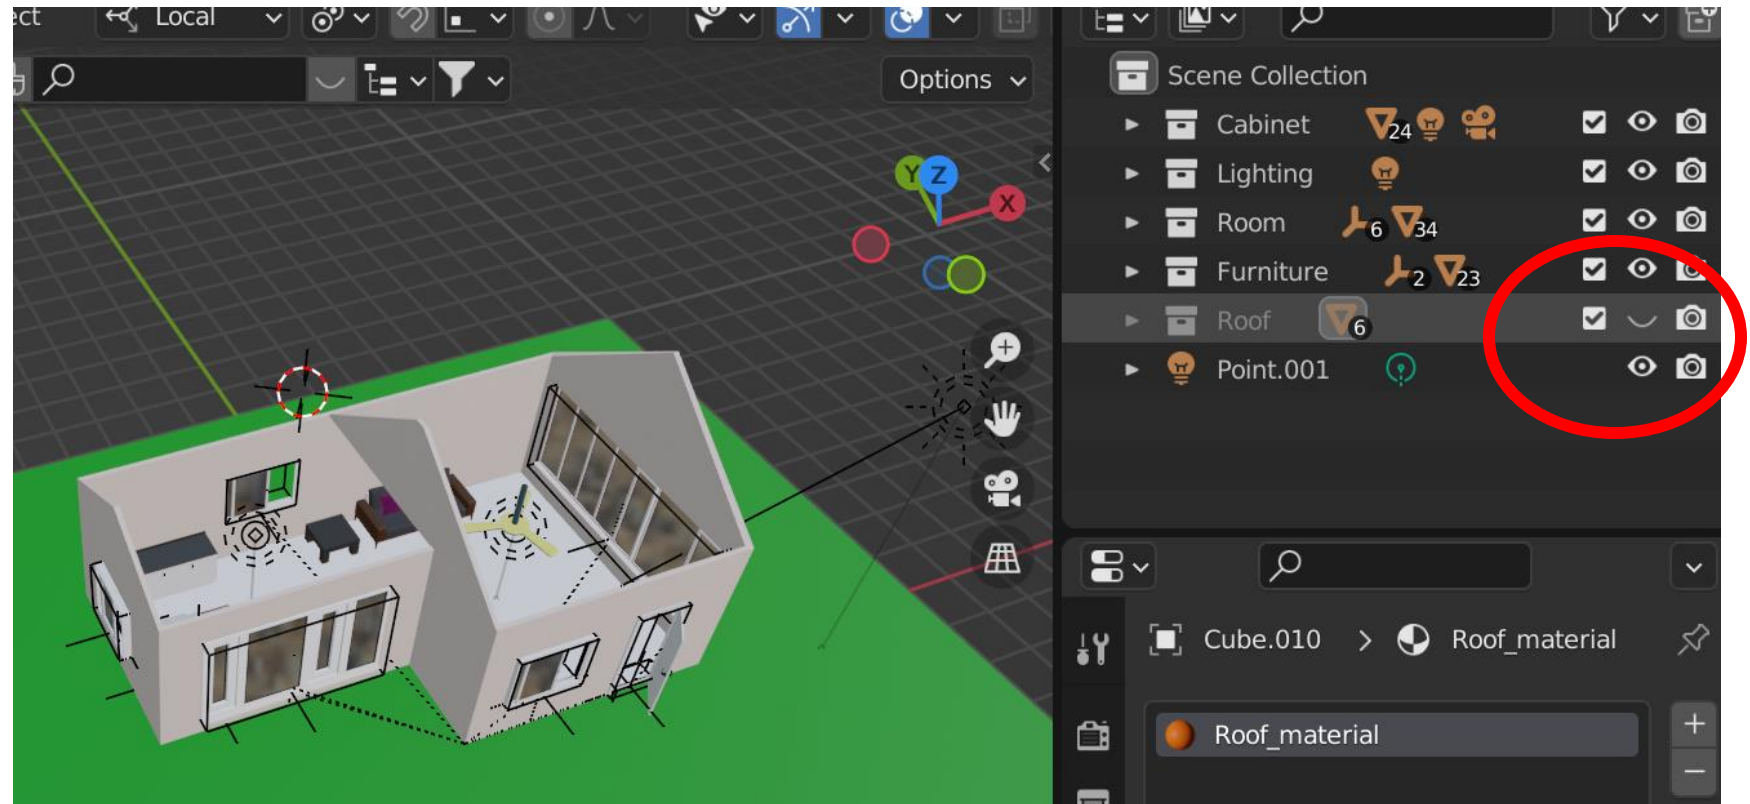 ect
Local
Options
Y
Z
X
Scene Collection
Cabinet 24
Lighting
Room 6 34
Furniture 2 23
Roof 6
Point.001
Cube.010 > Roof_material
Roof_material